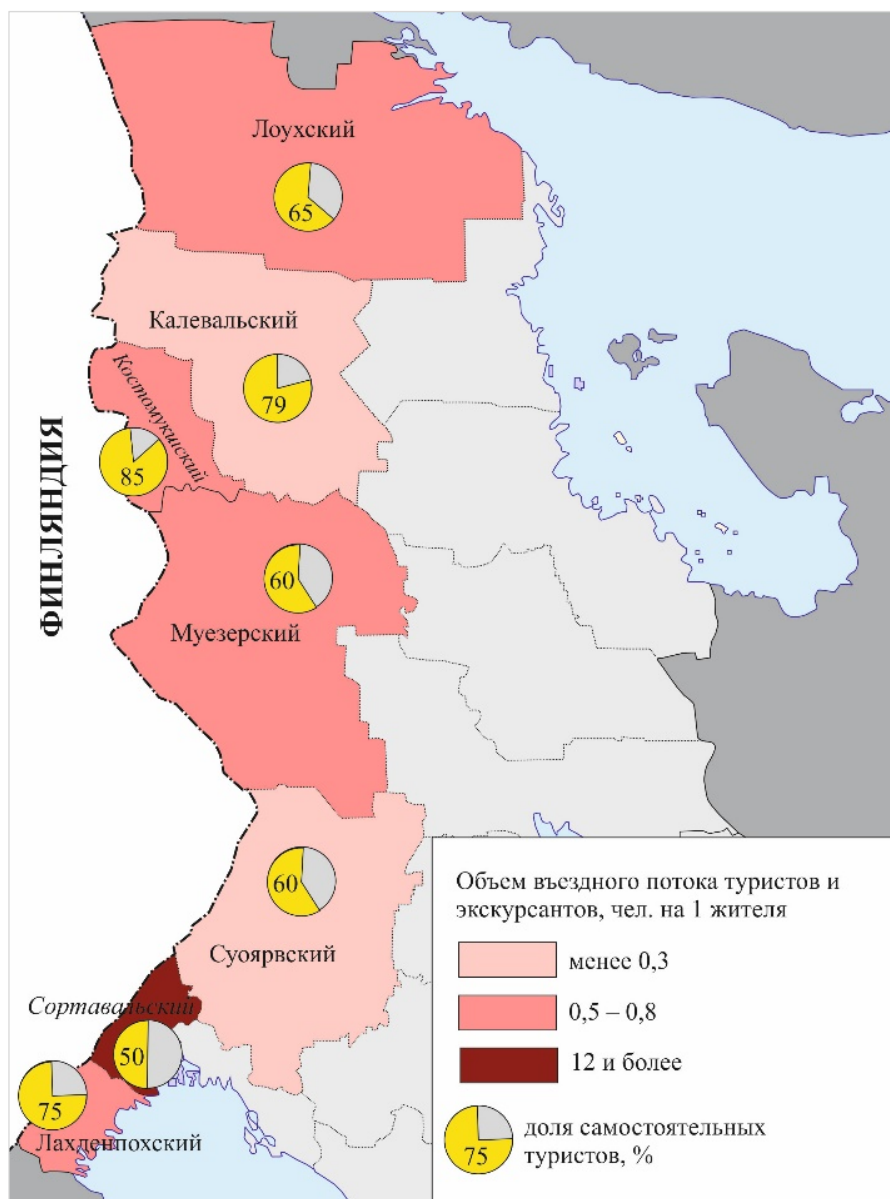 Лоухский
65
Калевальский
79
Костомукшский
85
ФИНЛЯНДИЯ
60
Муезерский
60
Суоярвский
Сортавальский
50
75
Лахденпохский
Объем въездного потока туристов и
экскурсантов, чел. на 1 жителя
менее 0,3
0,5 – 0,8
12 и более
75
доля самостоятельных
туристов, %